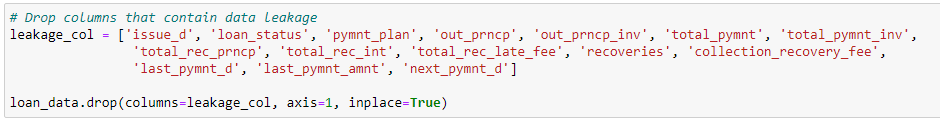 # Drop columns that contain data leakage
leakage_col = ['issue_d', 'loan_status', 'pymnt_plan', 'out_prncp', 'out_prncp_inv', 'total_pymnt', 'total_pymnt_inv',
'total_rec_prncp', 'total_rec_int', 'total_rec_late_fee', 'recoveries', 'collection_recovery_fee',
'last_pymnt_d', 'last_pymnt_amnt', 'next_pymnt_d']
loan_data.drop(columns=leakage_col, axis=1, inplace=True)